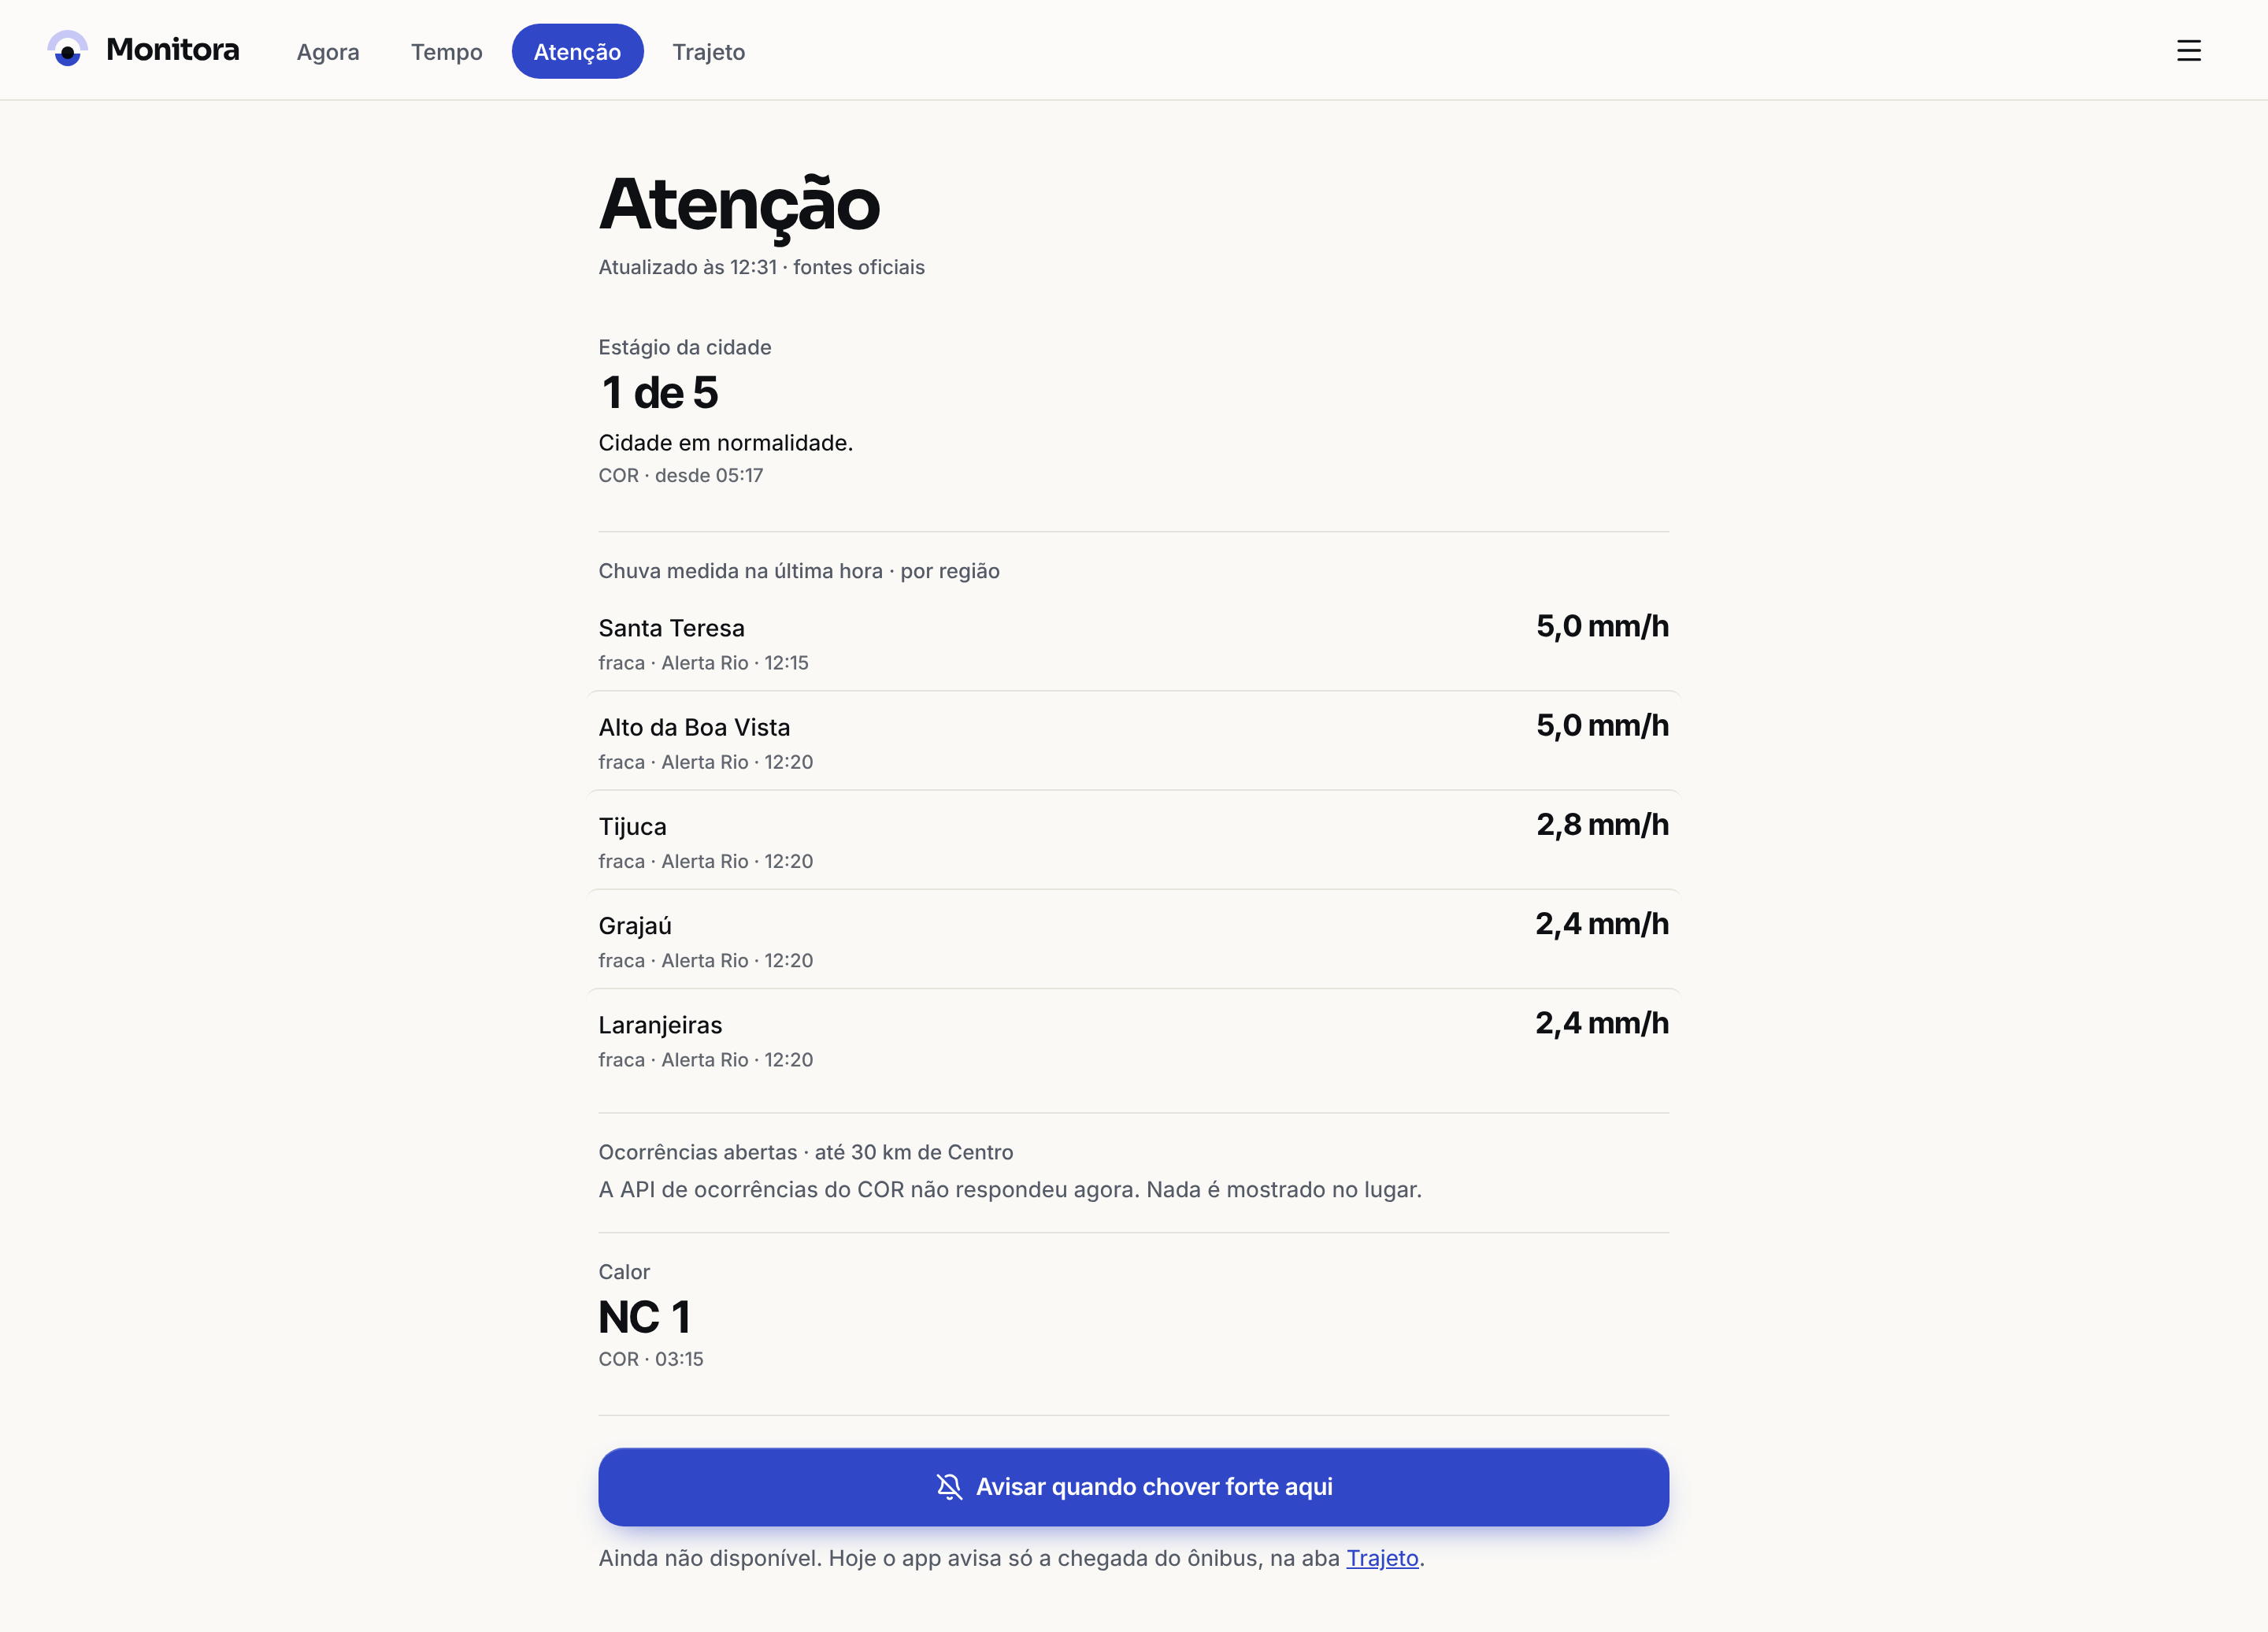 Monitora
Agora
Tempo
Atenção
Trajeto
Atenção
Atualizado às 12:31 · fontes oficiais
Estágio da cidade
1 de 5
Cidade em normalidade.
COR · desde 05:17
Chuva medida na última hora · por região
Santa Teresa
5,0 mm/h
fraca · Alerta Rio · 12:15
Alto da Boa Vista
5,0 mm/h
fraca · Alerta Rio · 12:20
Tijuca
2,8 mm/h
fraca · Alerta Rio · 12:20
Grajaú
2,4 mm/h
fraca · Alerta Rio · 12:20
Laranjeiras
2,4 mm/h
fraca · Alerta Rio · 12:20
Ocorrências abertas · até 30 km de Centro
A API de ocorrências do COR não respondeu agora. Nada é mostrado no lugar.
Calor
NC 1
COR · 03:15
Avisar quando chover forte aqui
Ainda não disponível. Hoje o app avisa só a chegada do ônibus, na aba Trajeto.